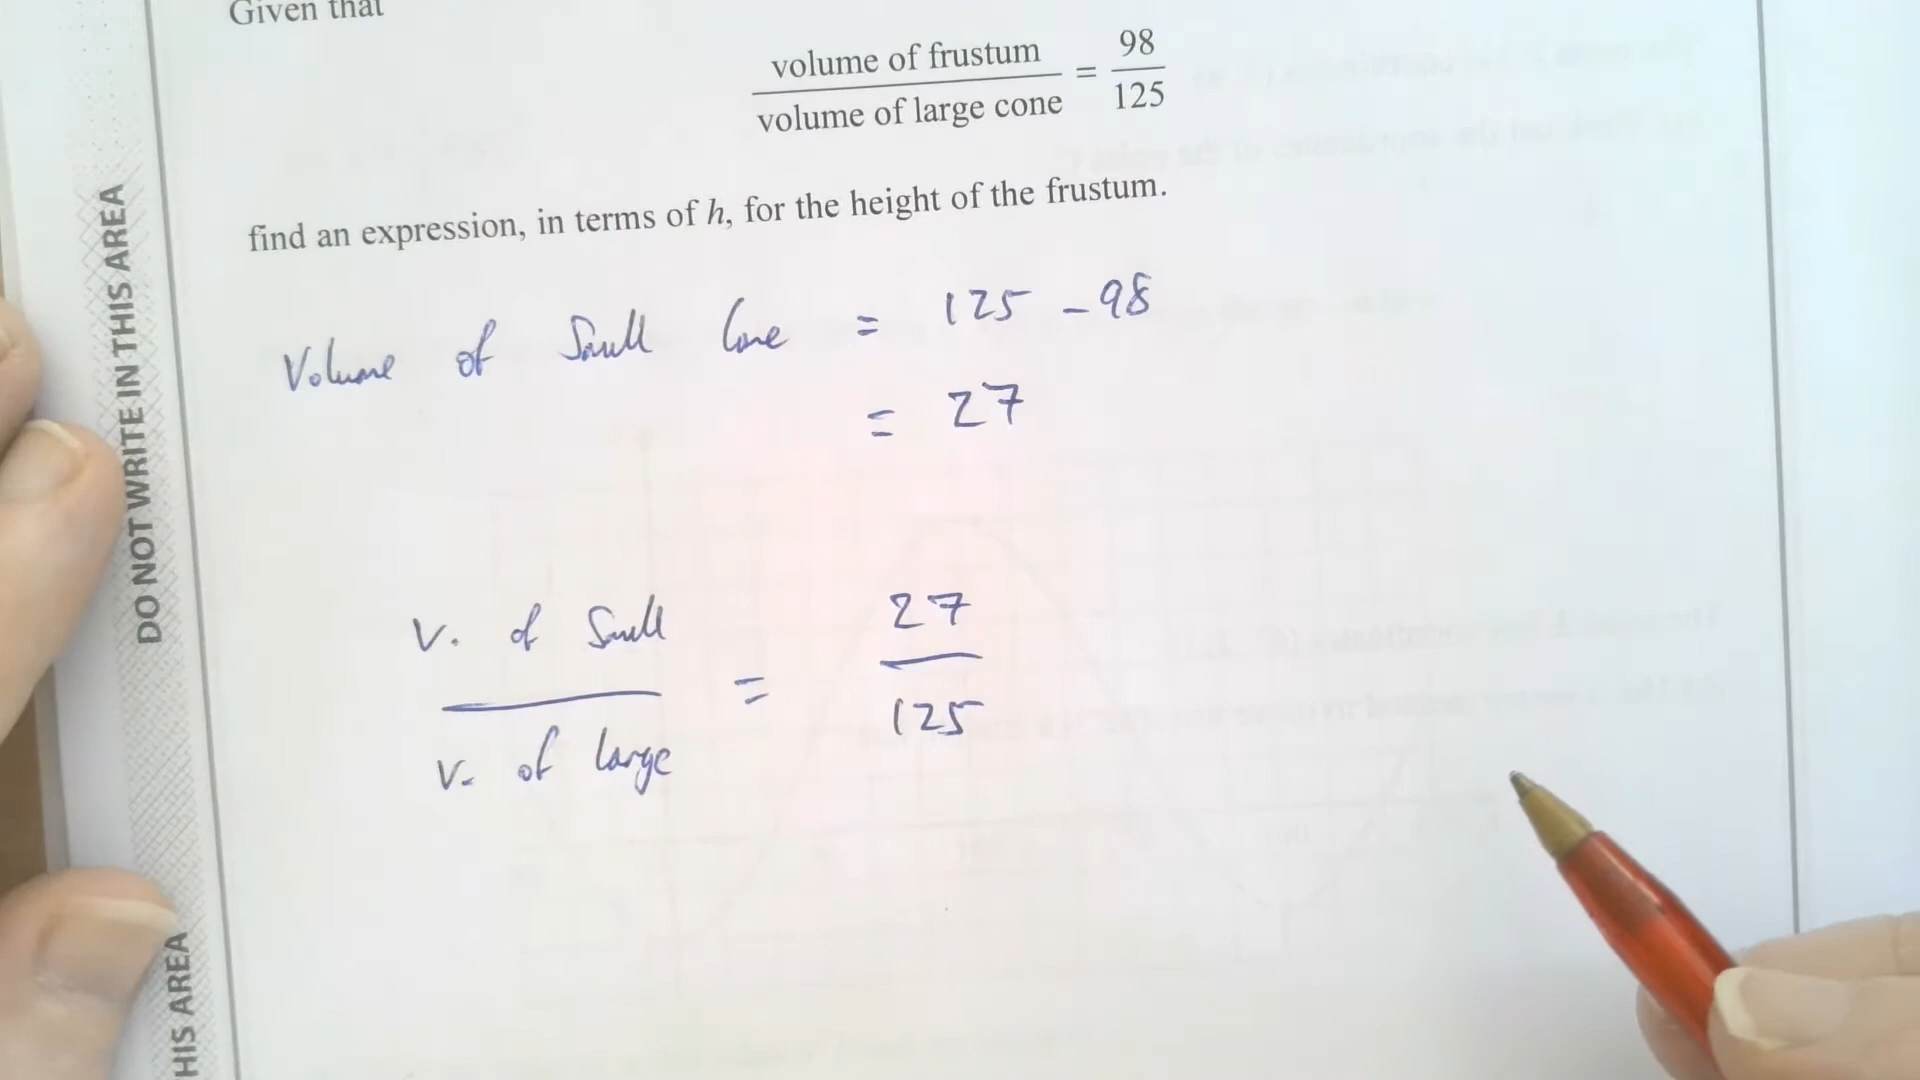 Given that
volume of frustum
volume of large cone
=
98
125
find an expression, in terms of h, for the height of the frustum.
Volume of Small Cone = 125 - 98
= 27
V. of Small
V. of large
=
27
125
DO NOT WRITE IN THIS AREA
HIS AREA